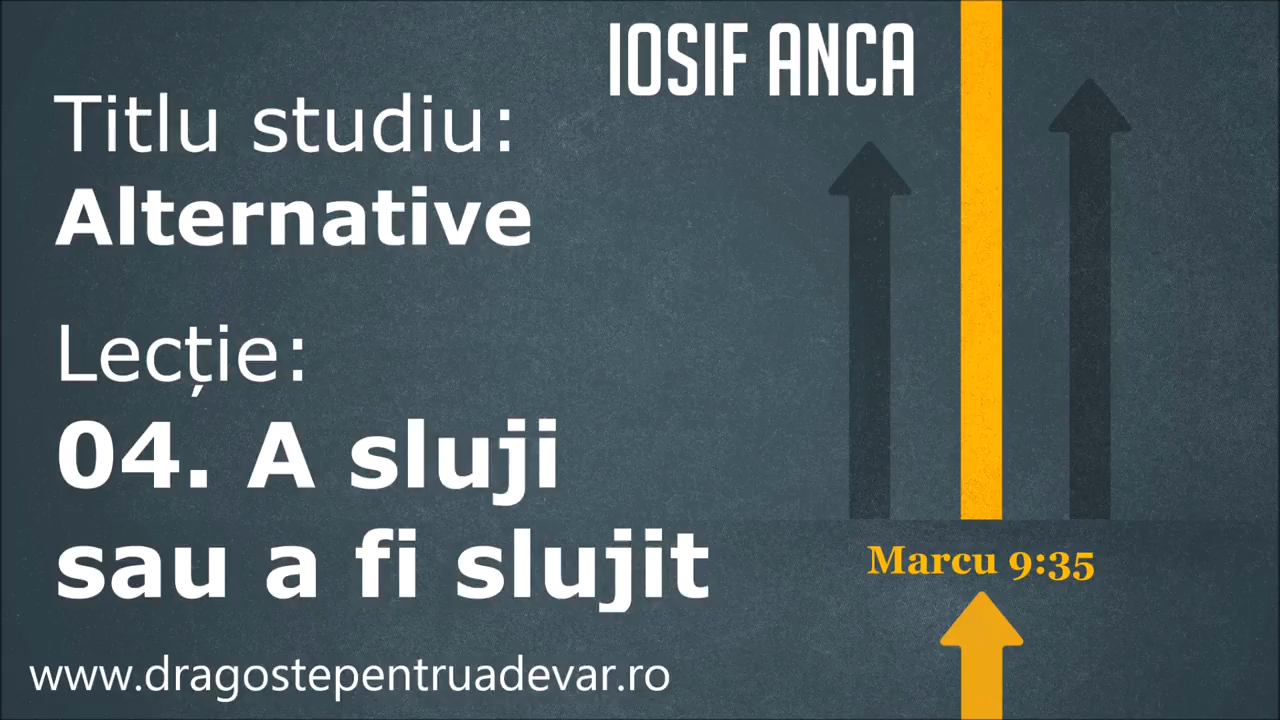 IOSIF ANCA
Titlu studiu:
Alternative
Lecție:
04. A sluji
sau a fi slujit
Marcu 9:35
www.dragostepentruadevar.ro